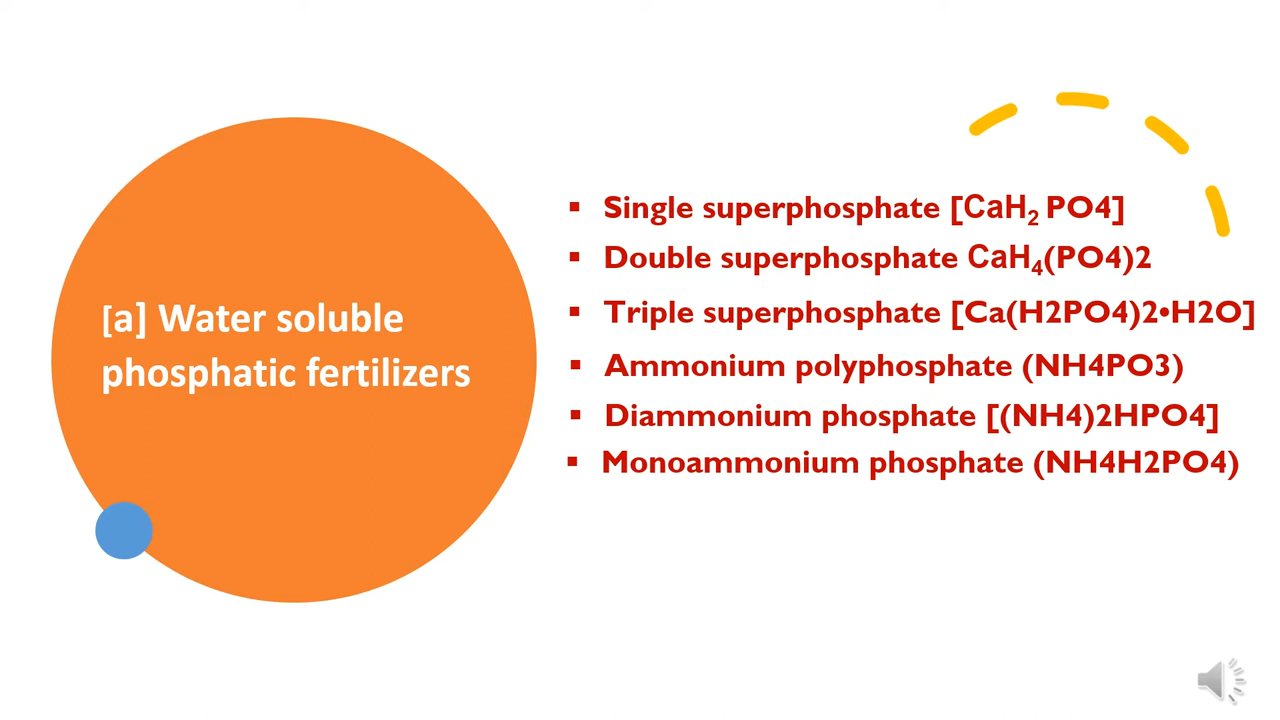 [a] Water soluble
phosphatic fertilizers
▪ Single superphosphate [CaH₂ PO4]
▪ Double superphosphate CaH₄(PO4)2
▪ Triple superphosphate [Ca(H2PO4)2•H2O]
▪ Ammonium polyphosphate (NH4PO3)
▪ Diammonium phosphate [(NH4)2HPO4]
▪ Monoammonium phosphate (NH4H2PO4)